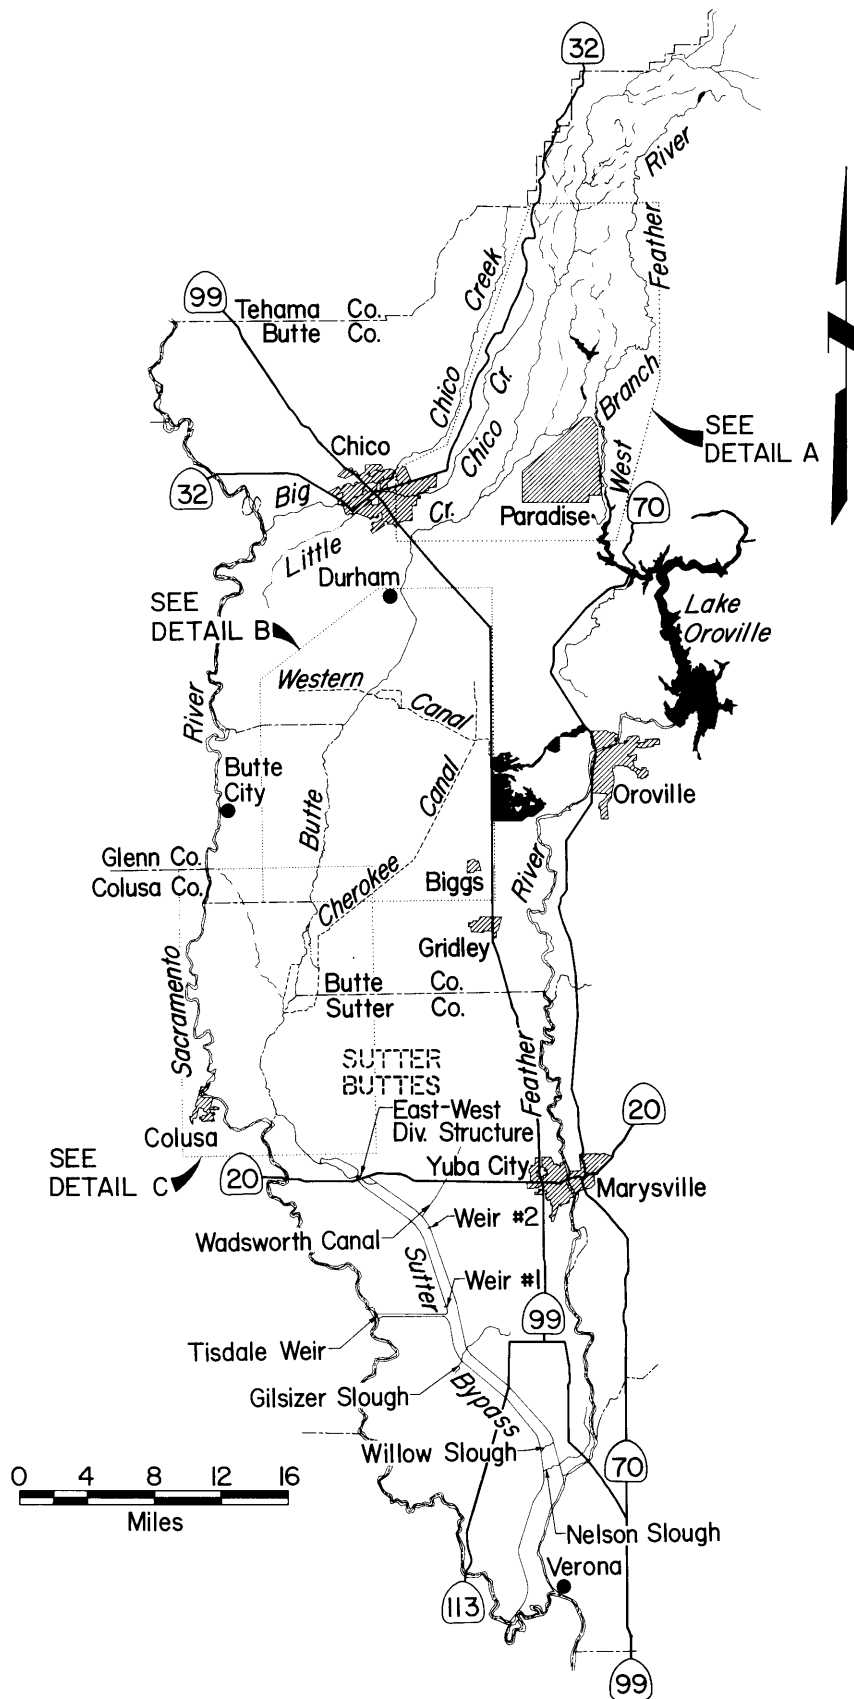 32
River
Feather
Creek
Chico
99
Tehama Co.
Butte Co.
Cr.
Chico
Branch
West
SEE
DETAIL A
Chico
32
Big
Cr.
Paradise
70
Little
Durham
Lake
Oroville
SEE
DETAIL B
Western
Canal
River
Butte
City
Canal
Butte
Oroville
Glenn Co.
Colusa Co.
Cherokee
Biggs
River
Gridley
Sacramento
Butte Co.
Sutter Co.
SUTTER
BUTTES
Feather
20
East-West
Div. Structure
Colusa
SEE
DETAIL C
20
Yuba City
Marysville
Weir #2
Wadsworth Canal
Sutter
Weir #1
99
Tisdale Weir
Gilsizer Slough
Bypass
Willow Slough
70
0 4 8 12 16
Miles
Nelson Slough
Verona
113
99